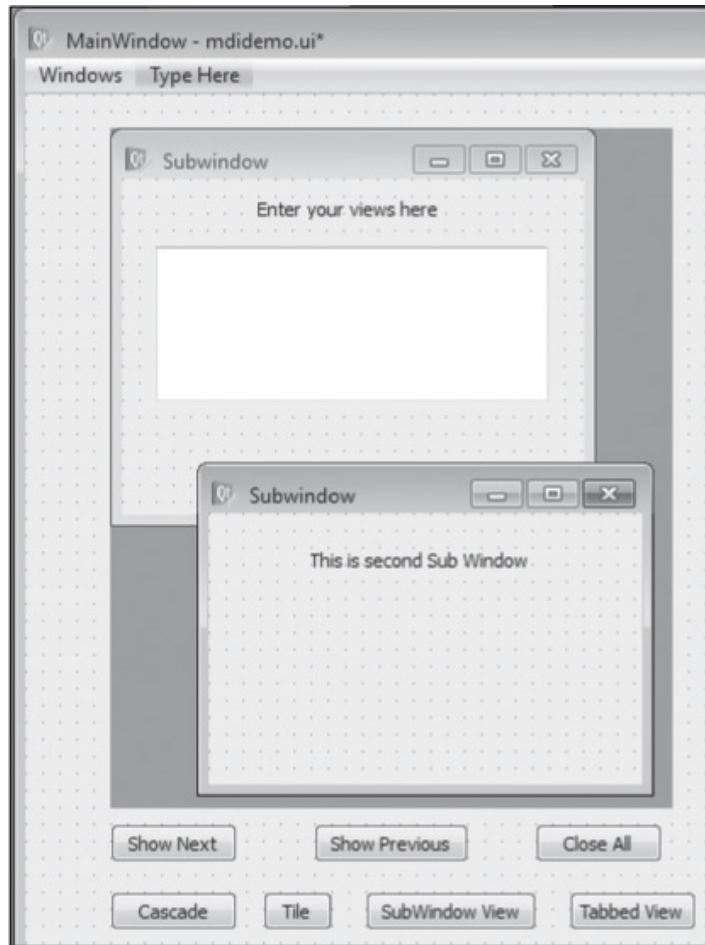 MainWindow - mdidemo.ui*
Windows Type Here
Subwindow
Enter your views here
Subwindow
This is second Sub Window
Show Next Show Previous Close All
Cascade Tile SubWindow View Tabbed View